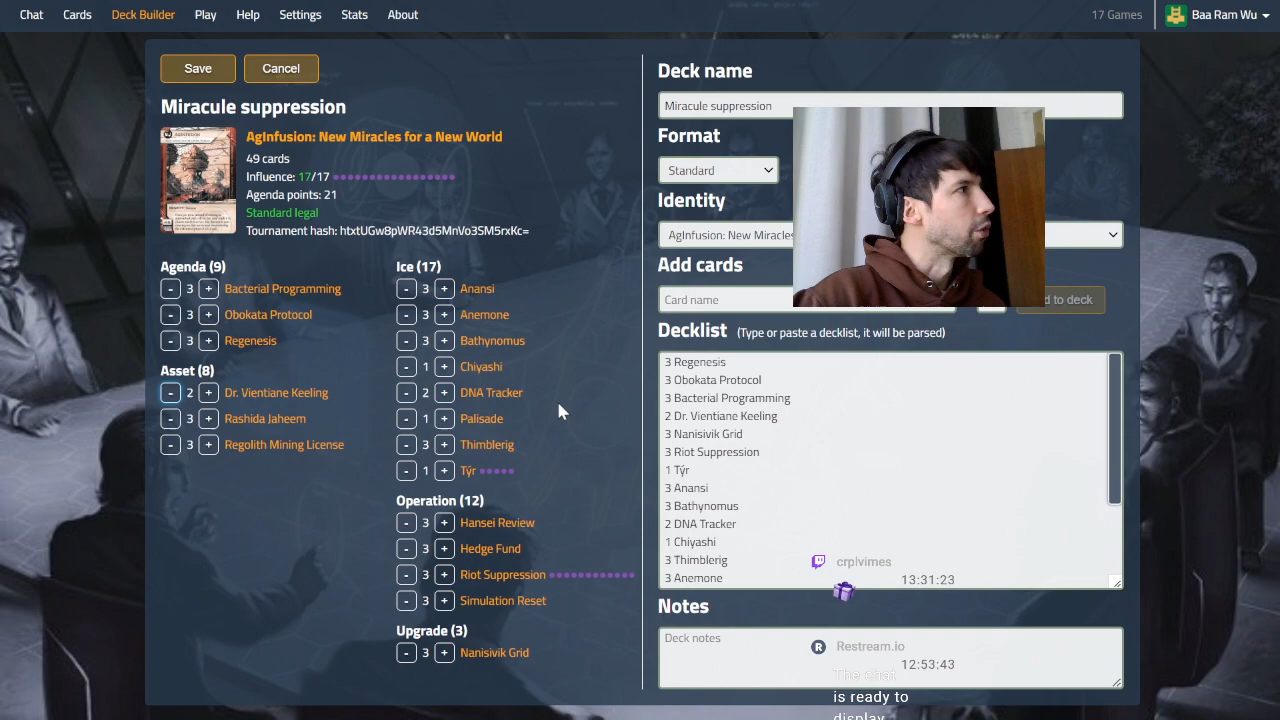 Chat Cards Deck Builder Play Help Settings Stats About
17 Games Baa Ram Wu
Save Cancel
Miracule suppression
AgInfusion: New Miracles for a New World
49 cards
Influence: 17/17
Agenda points: 21
Standard legal
Tournament hash: htxtUGw8pWR43d5MnVo3SM5rxKc=
Agenda (9)
- 3 + Bacterial Programming
- 3 + Obokata Protocol
- 3 + Regenesis
Asset (8)
- 2 + Dr. Vientiane Keeling
- 3 + Rashida Jaheem
- 3 + Regolith Mining License
Ice (17)
- 3 + Anansi
- 3 + Anemone
- 3 + Bathynomus
- 1 + Chiyashi
- 2 + DNA Tracker
- 1 + Palisade
- 3 + Thimblerig
- 1 + Týr
Operation (12)
- 3 + Hansei Review
- 3 + Hedge Fund
- 3 + Riot Suppression
- 3 + Simulation Reset
Upgrade (3)
- 3 + Nanisivik Grid
Deck name
Miracule suppression
Format
Standard
Identity
AgInfusion: New Miracles
Add cards
Card name
d to deck
Decklist (Type or paste a decklist, it will be parsed)
3 Regenesis
3 Obokata Protocol
3 Bacterial Programming
2 Dr. Vientiane Keeling
3 Nanisivik Grid
3 Riot Suppression
1 Týr
3 Anansi
3 Bathynomus
2 DNA Tracker
1 Chiyashi
3 Thimblerig
3 Anemone
crplvimes
13:31:23
Notes
Deck notes
Restream.io
12:53:43
The chat
is ready to
display